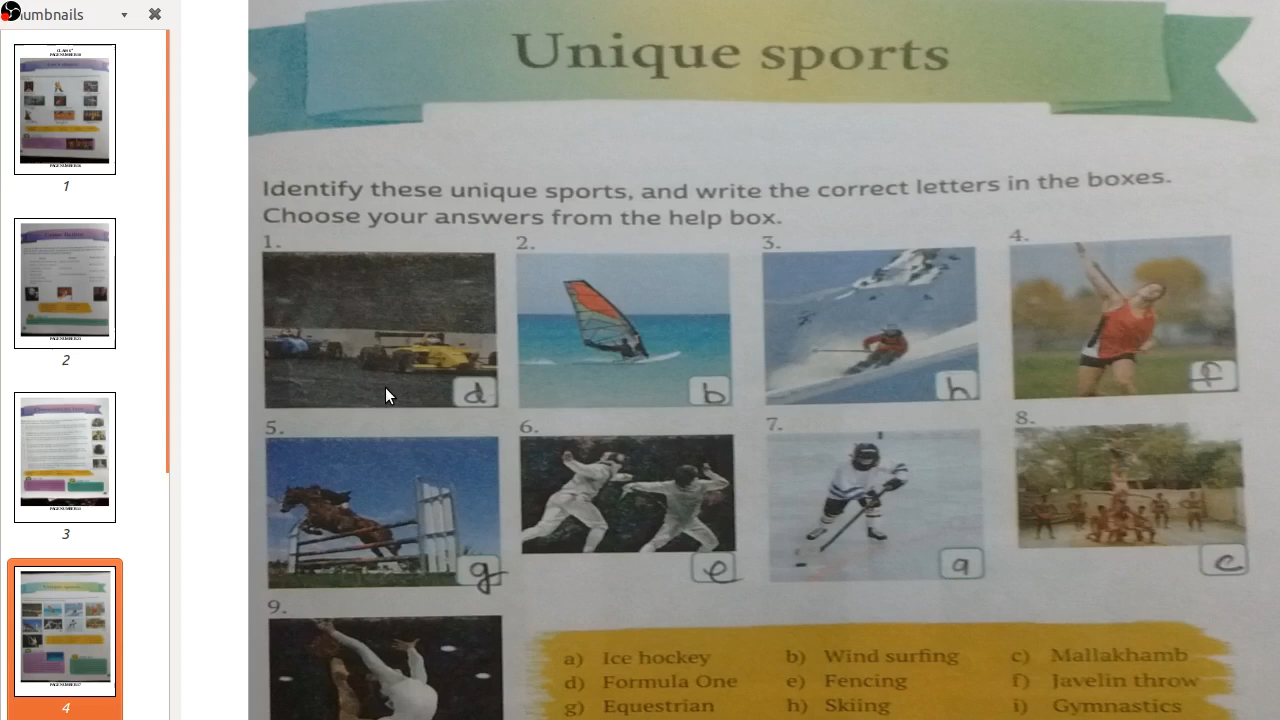 umbnails
1
2
3
4
Unique sports
Identify these unique sports, and write the correct letters in the boxes.
Choose your answers from the help box.
1.
2.
3.
4.
d
b
h
f
5.
6.
7.
8.
g
e
a
c
9.
a) Ice hockey b) Wind surfing c) Mallakhamb
d) Formula One e) Fencing f) Javelin throw
g) Equestrian h) Skiing i) Gymnastics